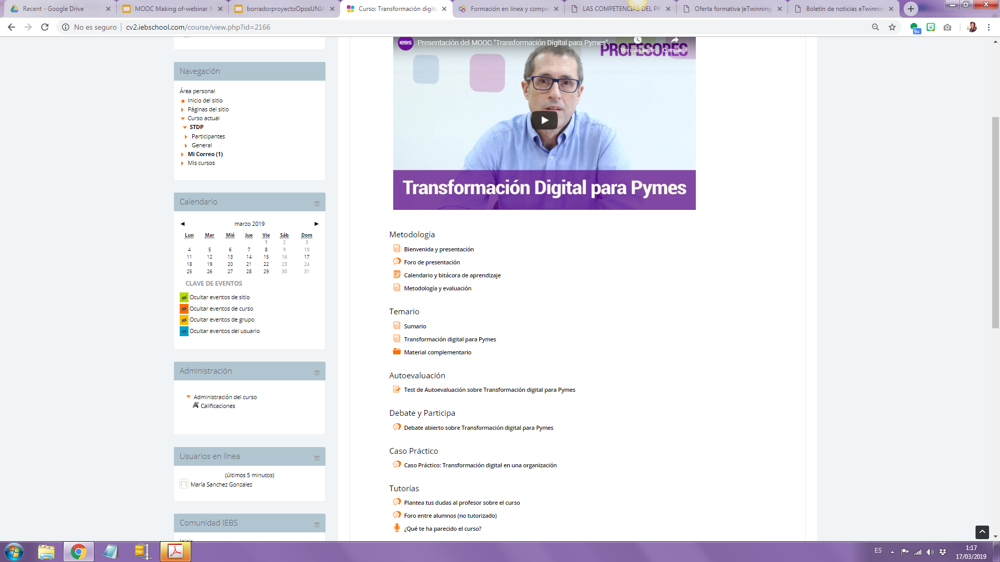 Recent - Google Drive
MOOC Making of-webinar M
borradorproyectoOposUNIA
Curso: Transformación digita
Formación en línea y compe
LAS COMPETENCIAS DEL PR
Oferta formativa |eTwinning
Boletín de noticias eTwinnin
No es seguro | cv2.iebschool.com/course/view.php?id=2166
9+
Navegación
Área personal
Inicio del sitio
Páginas del sitio
Curso actual
STDP
Participantes
General
Mi Correo (1)
Mis cursos
Calendario
marzo 2019
Lun Mar Mié Jue Vie Sáb Dom
1 2 3
4 5 6 7 8 9 10
11 12 13 14 15 16 17
18 19 20 21 22 23 24
25 26 27 28 29 30 31
CLAVE DE EVENTOS
Ocultar eventos de sitio
Ocultar eventos de curso
Ocultar eventos de grupo
Ocultar eventos del usuario
Administración
Administración del curso
Calificaciones
Usuarios en línea
(últimos 5 minutos)
María Sanchez Gonzalez
Comunidad IEBS
IEBS
Presentación del MOOC "Transformación Digital para Pymes"
PROFESORES
Ver más tarde
Compartir
Transformación Digital para Pymes
Metodología
Bienvenida y presentación
Foro de presentación
Calendario y bitácora de aprendizaje
Metodología y evaluación
Temario
Sumario
Transformación digital para Pymes
Material complementario
Autoevaluación
Test de Autoevaluación sobre Transformación digital para Pymes
Debate y Participa
Debate abierto sobre Transformación digital para Pymes
Caso Práctico
Caso Práctico: Transformación digital en una organización
Tutorías
Plantea tus dudas al profesor sobre el curso
Foro entre alumnos (no tutorizado)
¿Qué te ha parecido el curso?
ES
1:17
17/03/2019